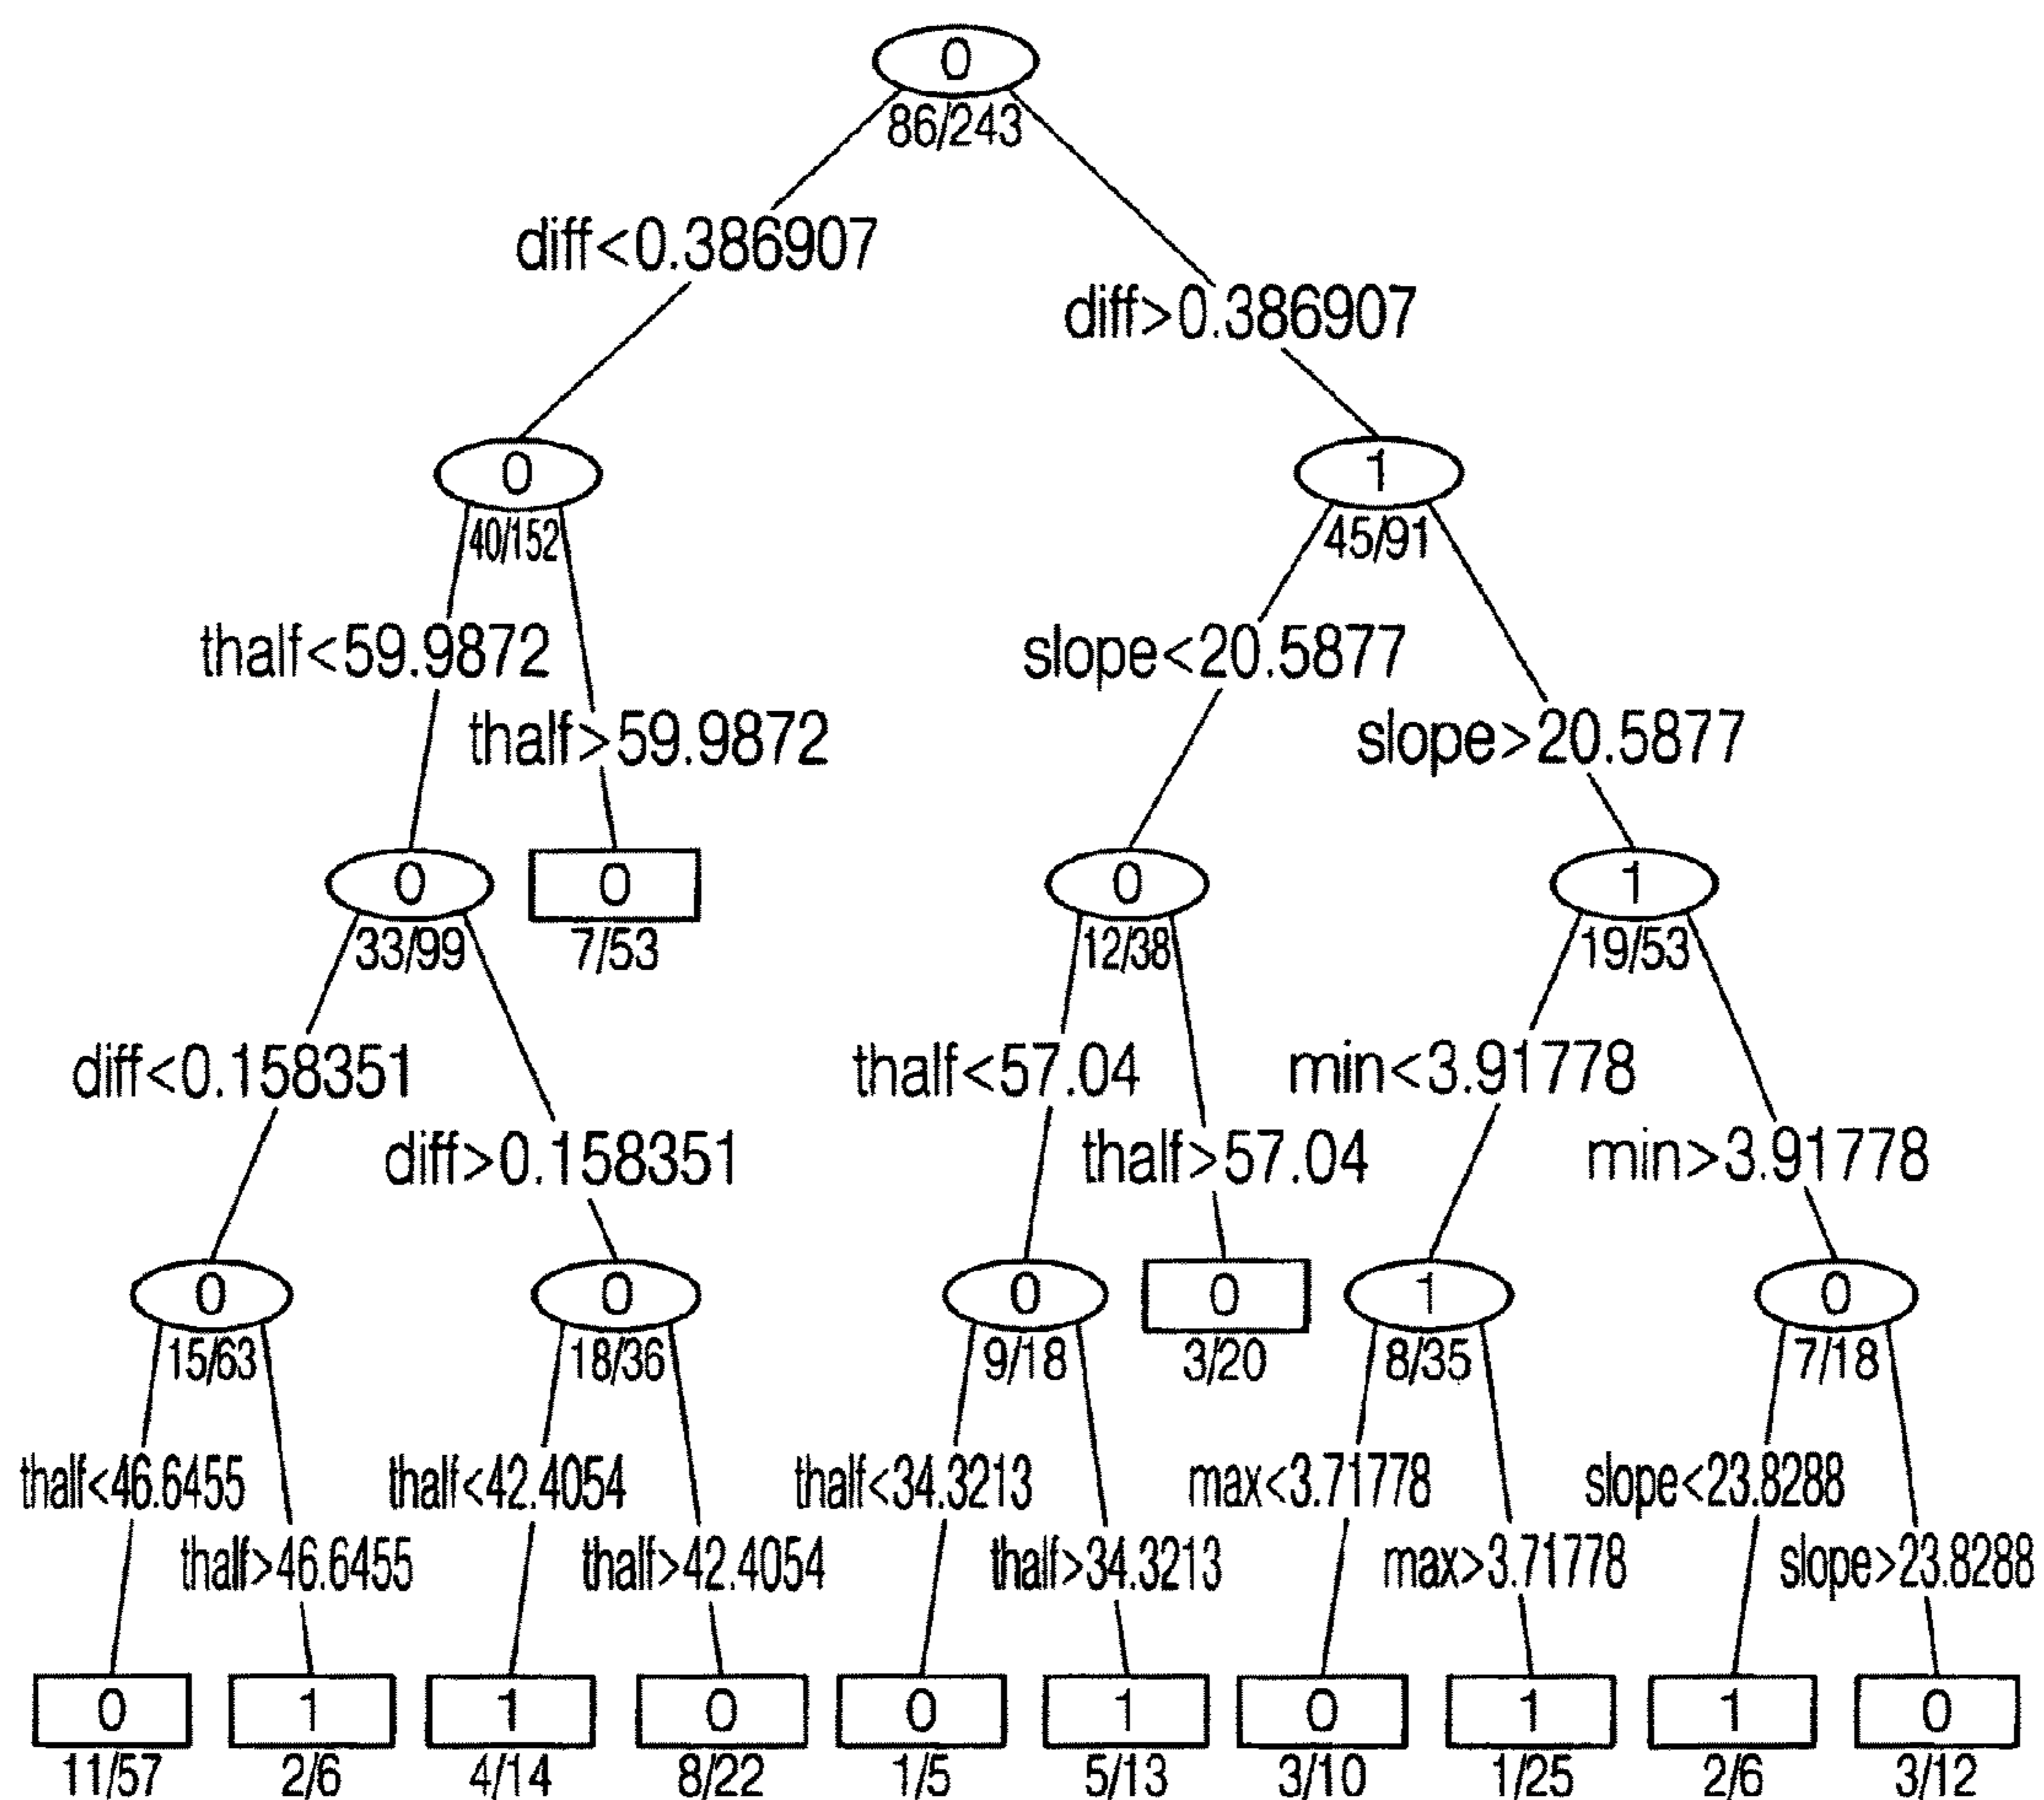 0
86/243
diff<0.386907
diff>0.386907
0
1
40/152
45/91
thalf<59.9872
slope<20.5877
thalf>59.9872
slope>20.5877
0
0
0
1
33/99
7/53
12/38
19/53
diff<0.158351
thalf<57.04
min<3.91778
diff>0.158351
thalf>57.04
min>3.91778
0
0
0
0
1
0
15/63
18/36
9/18
3/20
8/35
7/18
thalf<46.6455
thalf<42.4054
thalf<34.3213
max<3.71778
slope<23.8288
thalf>46.6455
thalf>42.4054
thalf>34.3213
max>3.71778
slope>23.8288
0
1
1
0
0
1
0
1
1
0
11/57
2/6
4/14
8/22
1/5
5/13
3/10
1/25
2/6
3/12